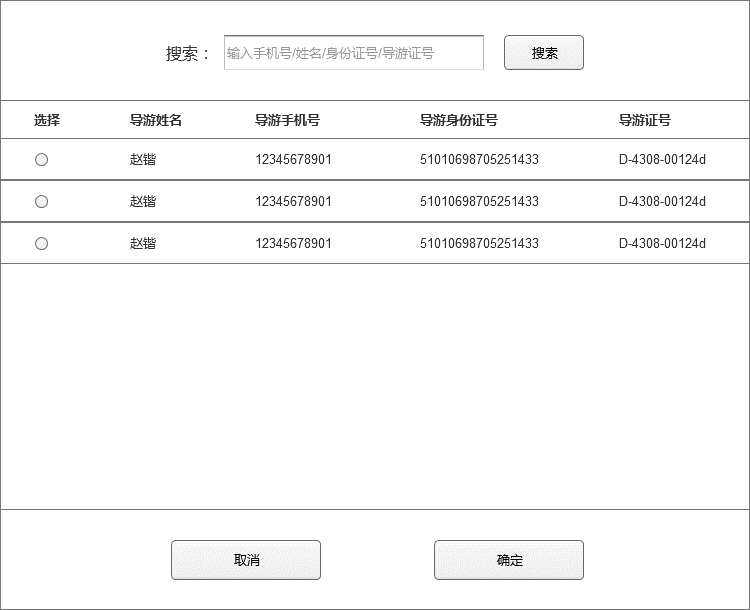 搜索： 输入手机号/姓名/身份证号/导游证号 搜索
选择 导游姓名 导游手机号 导游身份证号 导游证号
赵锴 12345678901 51010698705251433 D-4308-00124d
赵锴 12345678901 51010698705251433 D-4308-00124d
赵锴 12345678901 51010698705251433 D-4308-00124d
取消 确定